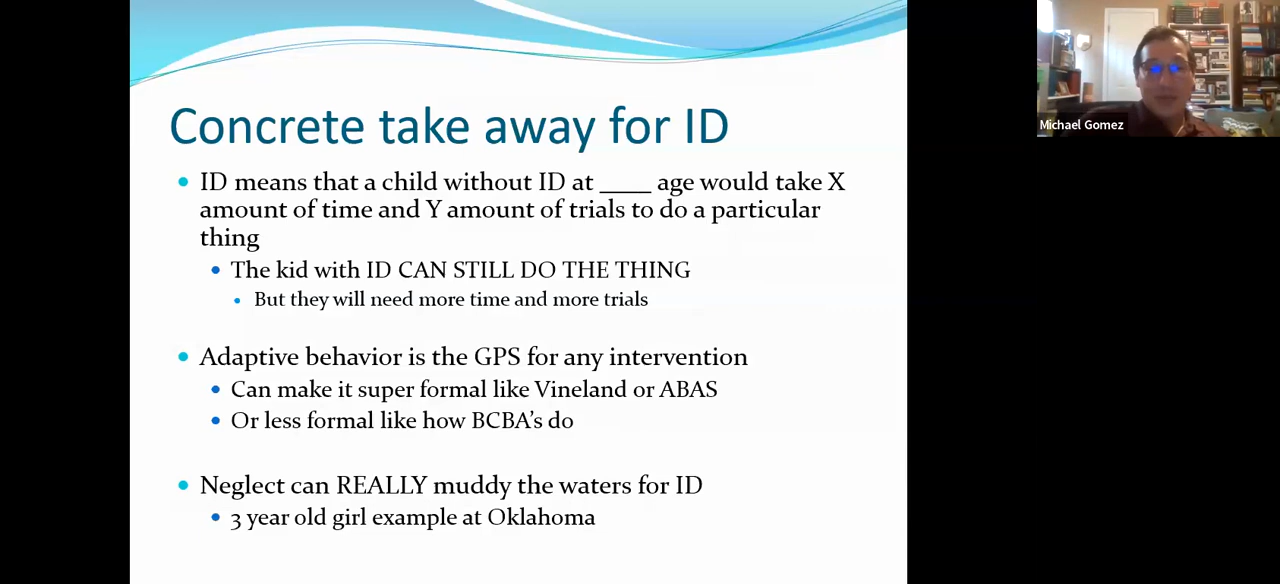 Concrete take away for ID
ID means that a child without ID at ____ age would take X
amount of time and Y amount of trials to do a particular
thing
The kid with ID CAN STILL DO THE THING
But they will need more time and more trials
Adaptive behavior is the GPS for any intervention
Can make it super formal like Vineland or ABAS
Or less formal like how BCBA's do
Neglect can REALLY muddy the waters for ID
3 year old girl example at Oklahoma
Michael Gomez